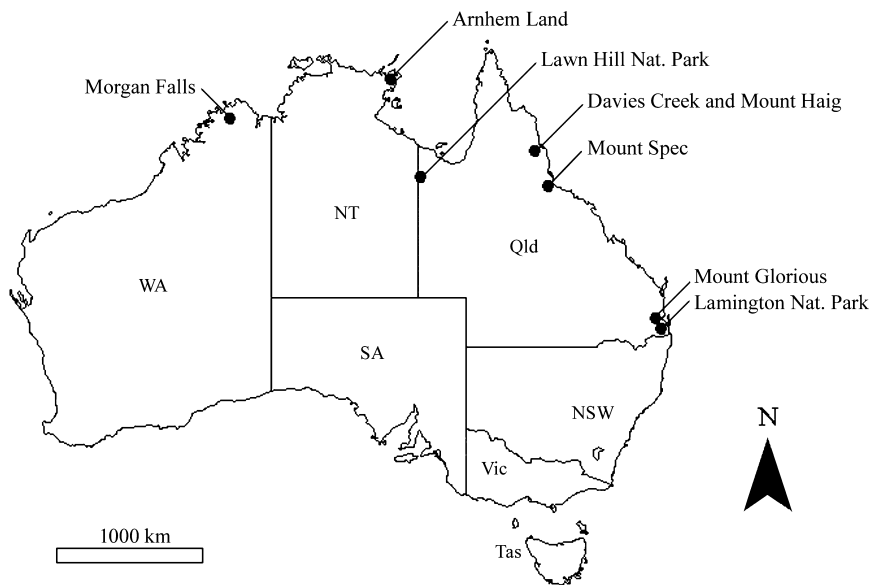 Arnhem Land
Lawn Hill Nat. Park
Morgan Falls
Davies Creek and Mount Haig
Mount Spec
NT
Qld
WA
Mount Glorious
Lamington Nat. Park
SA
NSW
N
Vic
1000 km
Tas